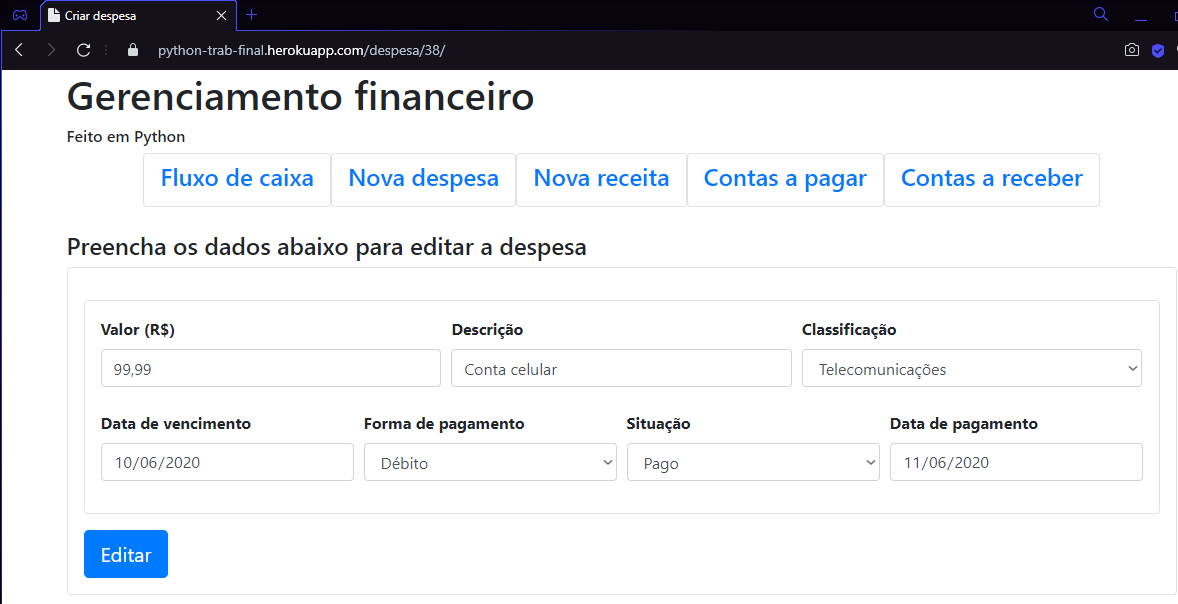 Criar despesa
python-trab-final.herokuapp.com/despesa/38/
Gerenciamento financeiro
Feito em Python
Fluxo de caixa Nova despesa Nova receita Contas a pagar Contas a receber
Preencha os dados abaixo para editar a despesa
Valor (R$) Descrição Classificação
99,99 Conta celular Telecomunicações
Data de vencimento Forma de pagamento Situação Data de pagamento
10/06/2020 Débito Pago 11/06/2020
Editar